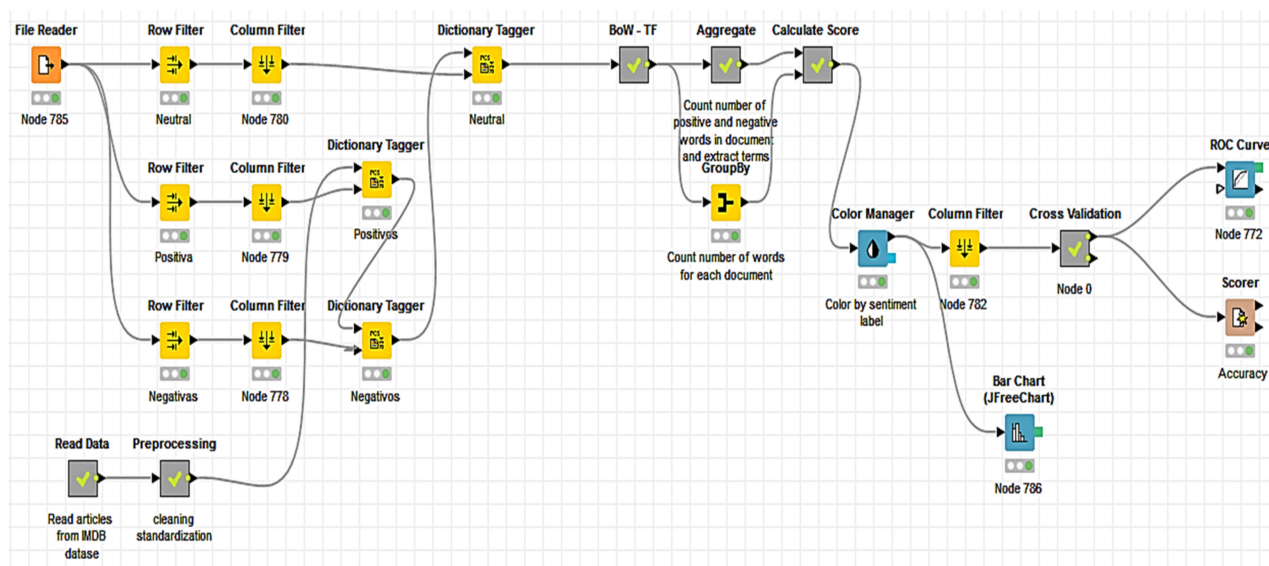 File Reader
Row Filter
Column Filter
Dictionary Tagger
BoW - TF
Aggregate
Calculate Score
Node 785
Neutral
Node 780
Neutral
Count number of
positive and negative
words in document
and extract terms
Row Filter
Column Filter
Dictionary Tagger
GroupBy
ROC Curve
Positiva
Node 779
Positivos
Count number of words
for each document
Color Manager
Column Filter
Cross Validation
Node 772
Row Filter
Column Filter
Dictionary Tagger
Color by sentiment
label
Node 782
Node 0
Scorer
Negativas
Node 778
Negativos
Accuracy
Bar Chart
(JFreeChart)
Node 786
Read Data
Preprocessing
Read articles
from IMDB
datase
cleaning
standardization